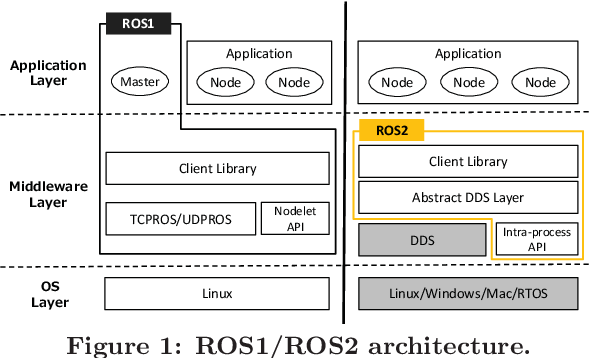 ROS1
Application
Layer
Master
Application
Node Node
Application
Node Node Node
Middleware
Layer
Client Library
TCPROS/UDPROS
Nodelet
API
ROS2
Client Library
Abstract DDS Layer
DDS
Intra-process
API
OS
Layer
Linux
Linux/Windows/Mac/RTOS
Figure 1: ROS1/ROS2 architecture.